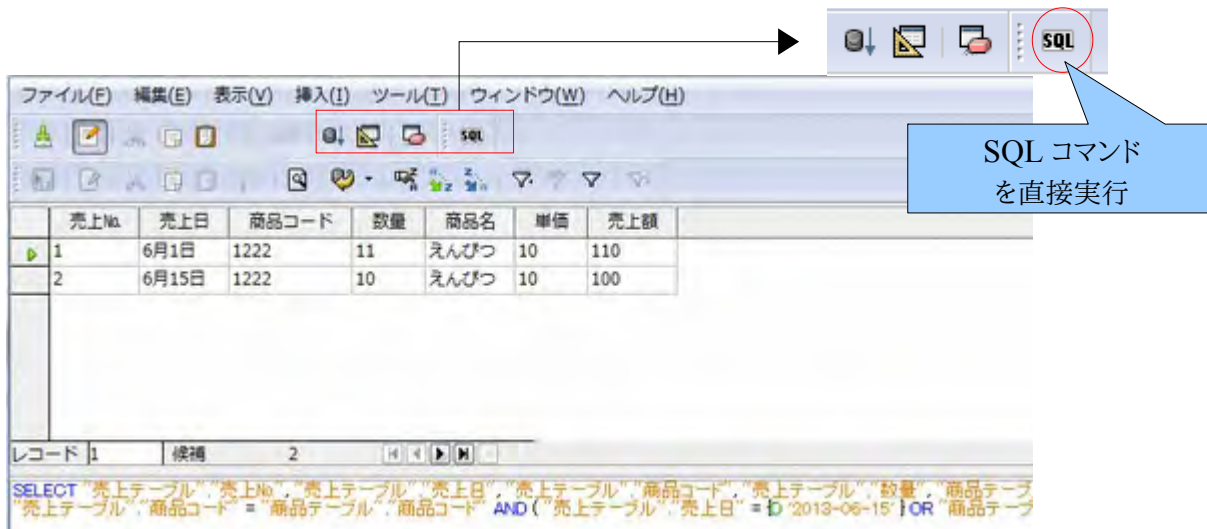 SQL
ファイル(F) 編集(E) 表示(V) 挿入(I) ツール(T) ウィンドウ(W) ヘルプ(H)
SQL コマンド
を直接実行
SQL
売上No. 売上日 商品コード 数量 商品名 単価 売上額
1 6月1日 1222 11 えんぴつ 10 110
2 6月15日 1222 10 えんぴつ 10 100
レコード 1 候補 2
SELECT "売上テーブル"."売上No", "売上テーブル"."売上日", "売上テーブル"."商品コード", "売上テーブル"."数量", "商品テーブ
"売上テーブル"."商品コード" = "商品テーブル"."商品コード" AND ( "売上テーブル"."売上日" = {D '2013-06-15' } OR "商品テーブ